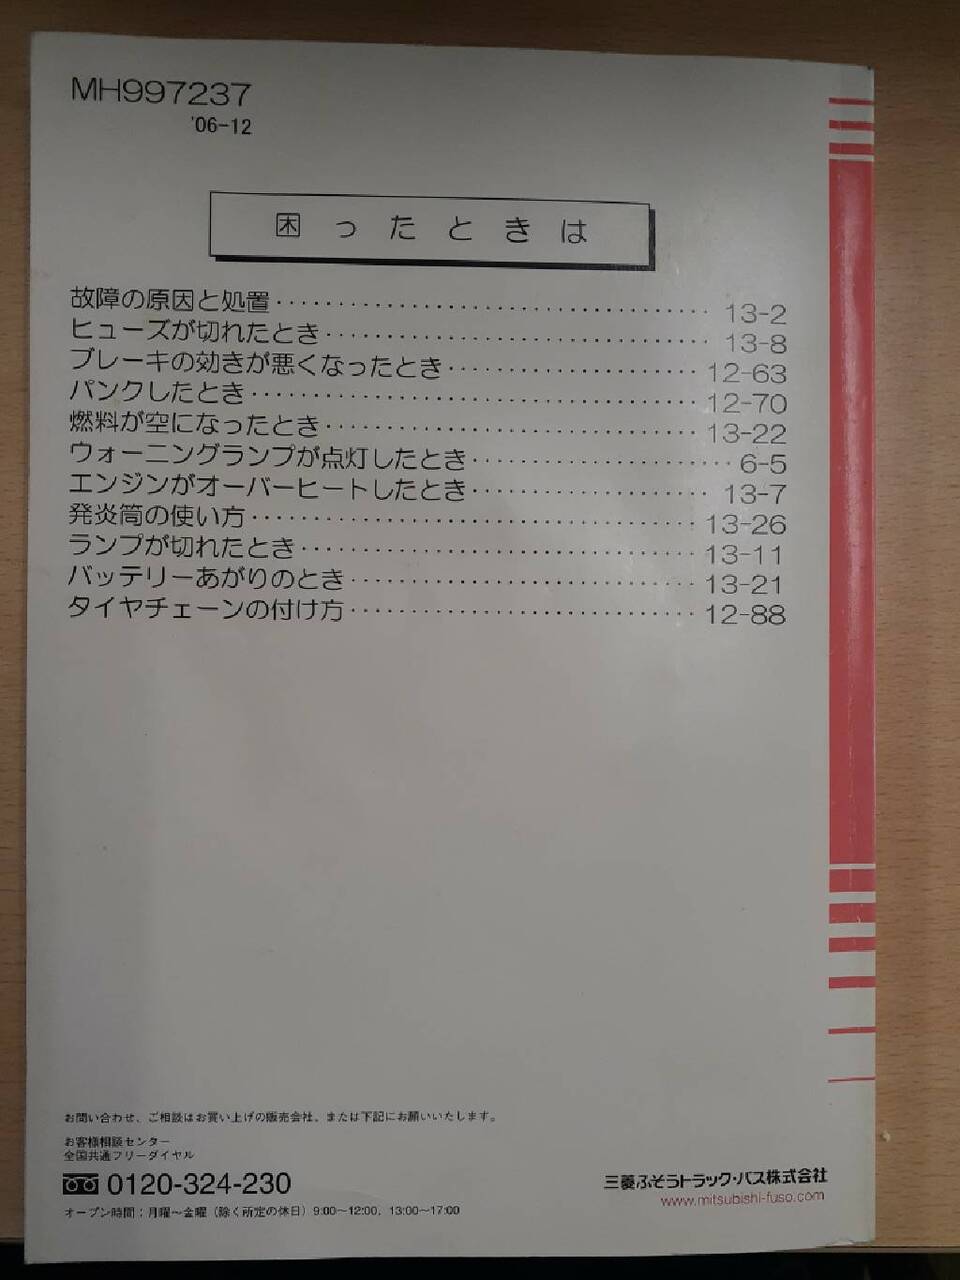 MH997237
'06-12
困ったときは
故障の原因と処置・・・・・・・・・・・・・・・・・・・・・・・・・・・・・・・・・・・13-2
ヒューズが切れたとき・・・・・・・・・・・・・・・・・・・・・・・・・・・・・・・13-8
ブレーキの効きが悪くなったとき・・・・・・・・・・・・・・・・・・・・12-63
パンクしたとき・・・・・・・・・・・・・・・・・・・・・・・・・・・・・・・・・・・・12-70
燃料が空になったとき・・・・・・・・・・・・・・・・・・・・・・・・・・・・・・13-22
ウォーニングランプが点灯したとき・・・・・・・・・・・・・・・・・・・・・6-5
エンジンがオーバーヒートしたとき・・・・・・・・・・・・・・・・・・・13-7
発炎筒の使い方・・・・・・・・・・・・・・・・・・・・・・・・・・・・・・・・・・・・13-26
ランプが切れたとき・・・・・・・・・・・・・・・・・・・・・・・・・・・・・・・・13-11
バッテリーあがりのとき・・・・・・・・・・・・・・・・・・・・・・・・・・・・13-21
タイヤチェーンの付け方・・・・・・・・・・・・・・・・・・・・・・・・・・・・12-88
お問い合わせ、ご相談はお買い上げの販売会社、または下記にお願いいたします。
お客様相談センター
全国共通フリーダイヤル
0120-324-230
オープン時間：月曜～金曜（除く所定の休日）9:00～12:00、13:00～17:00
三菱ふそうトラック・バス株式会社
www.mitsubishi-fuso.com